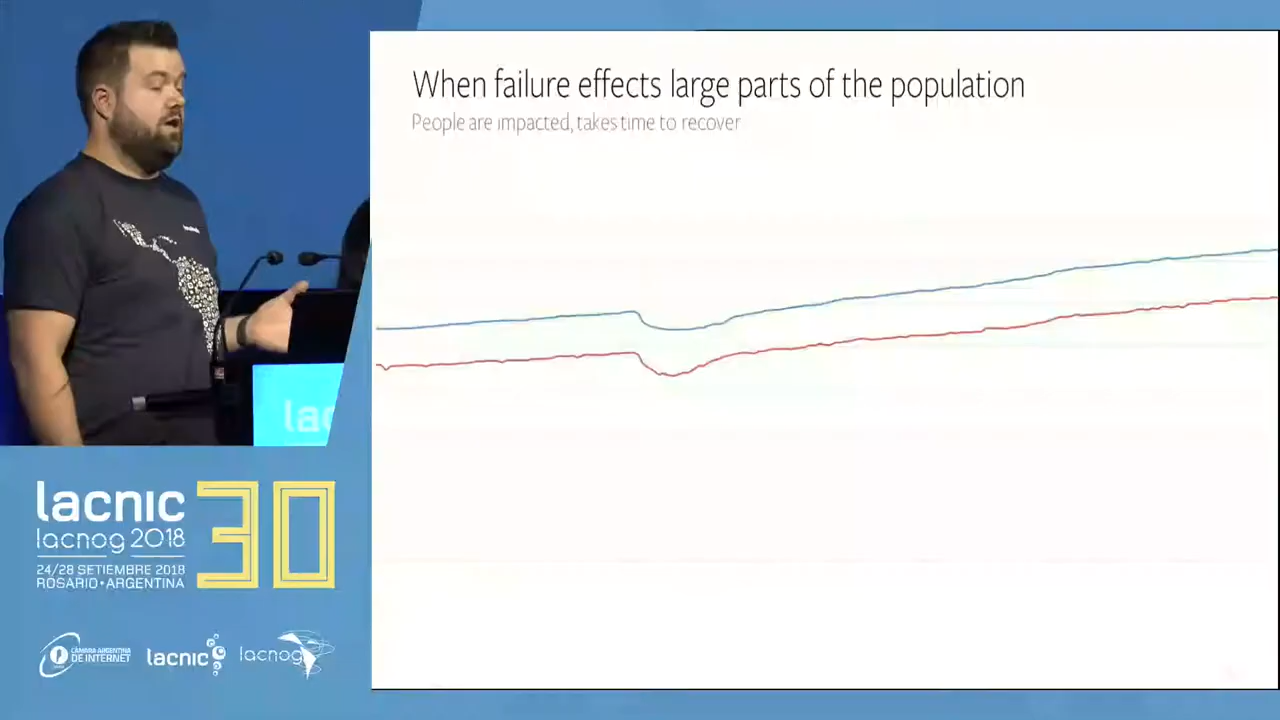 When failure effects large parts of the population
People are impacted, takes time to recover
lac
lacnic 30
lacnog 2018
24/28 SETIEMBRE 2018
ROSARIO•ARGENTINA
CÁMARA ARGENTINA
DE INTERNET
lacnic
lacnog